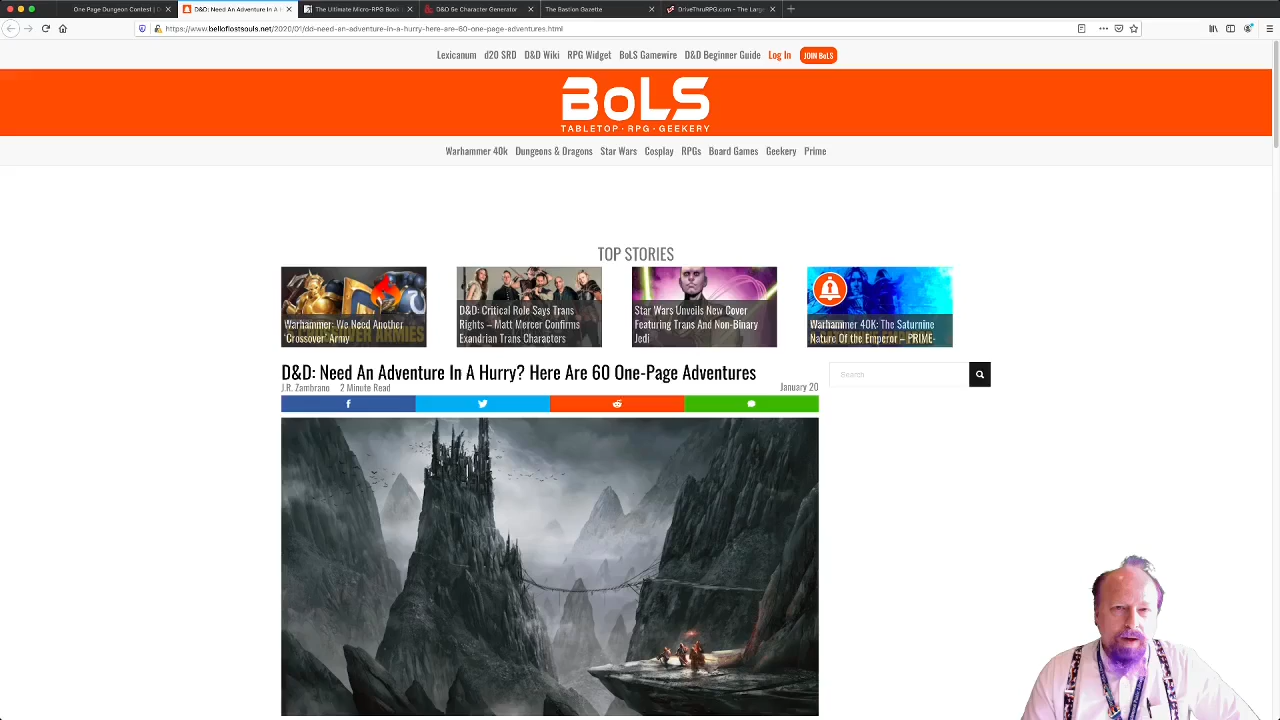 One Page Dungeon Contest | D
D&D: Need An Adventure In A H
The Ultimate Micro-RPG Book
D&D 5e Character Generator
The Bastion Gazette
DriveThruRPG.com - The Larges
https://www.belloflostsouls.net/2020/01/dd-need-an-adventure-in-a-hurry-here-are-60-one-page-adventures.html
Lexicanum d20 SRD D&D Wiki RPG Widget BoLS Gamewire D&D Beginner Guide Log In JOIN BoLS
BoLS
TABLETOP · RPG · GEEKERY
Warhammer 40k Dungeons & Dragons Star Wars Cosplay RPGs Board Games Geekery Prime
TOP STORIES
Warhammer: We Need Another
'Crossover' Army
D&D: Critical Role Says Trans
Rights – Matt Mercer Confirms
Exandrian Trans Characters
Star Wars Unveils New Cover
Featuring Trans And Non-Binary
Jedi
Warhammer 40K: The Saturnine
Nature Of the Emperor – PRIME-
D&D: Need An Adventure In A Hurry? Here Are 60 One-Page Adventures
J.R. Zambrano 2 Minute Read January 20
Search